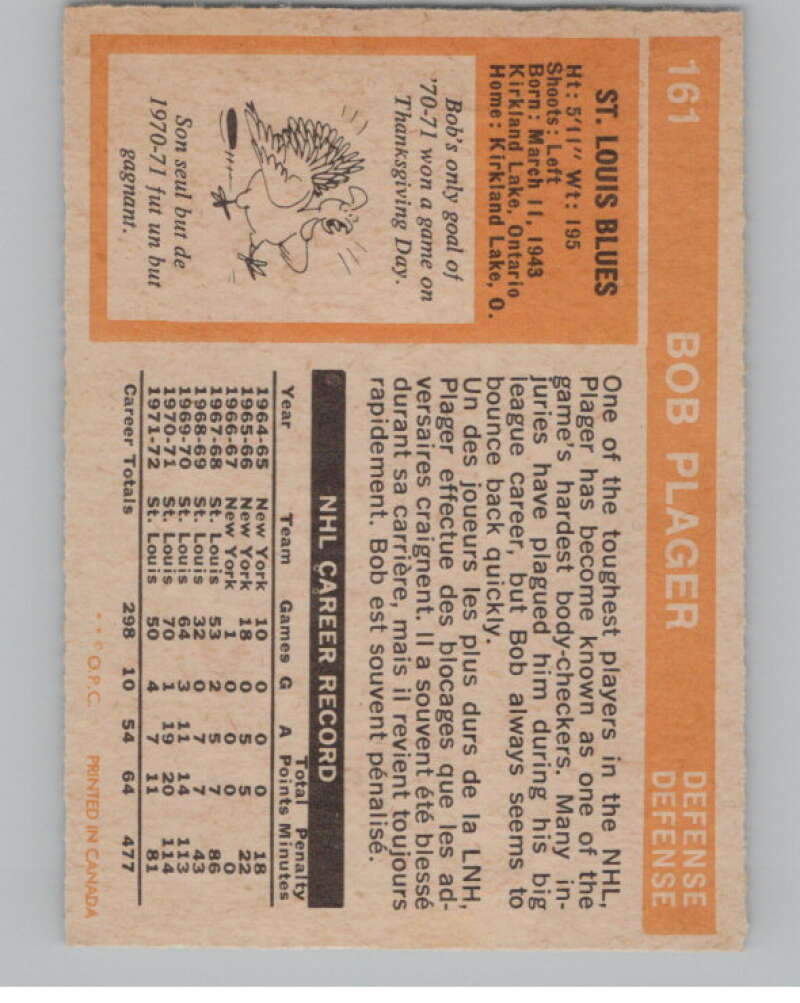 161 BOB PLAGER DEFENSE
DEFENSE
ST. LOUIS BLUES
Ht: 5'11" Wt: 195
Shoots: Left
Born: March 11, 1943
Kirkland Lake, Ontario
Home: Kirkland Lake, O.
Bob's only goal of
'70-71 won a game on
Thanksgiving Day.
Son seul but de
1970-71 fut un but
gagnant.
One of the toughest players in the NHL,
Plager has become known as one of the
game's hardest body-checkers. Many in-
juries have plagued him during his big
league career, but Bob always seems to
bounce back quickly.
Un des joueurs les plus durs de la LNH,
Plager effectue des blocages que les ad-
versaires craignent. Il a souvent été blessé
durant sa carrière, mais il revient toujours
rapidement. Bob est souvent pénalisé.
NHL CAREER RECORD
Total Penalty
Year Team Games G A Points Minutes
1964-65 New York 10 0 0 0 18
1965-66 New York 18 0 5 5 22
1966-67 New York 1 0 0 0 0
1967-68 St. Louis 53 2 5 7 86
1968-69 St. Louis 32 0 7 7 43
1969-70 St. Louis 64 3 11 14 113
1970-71 St. Louis 70 1 19 20 114
1971-72 St. Louis 50 4 7 11 81
Career Totals 298 10 54 64 477
***©O.P.C. PRINTED IN CANADA